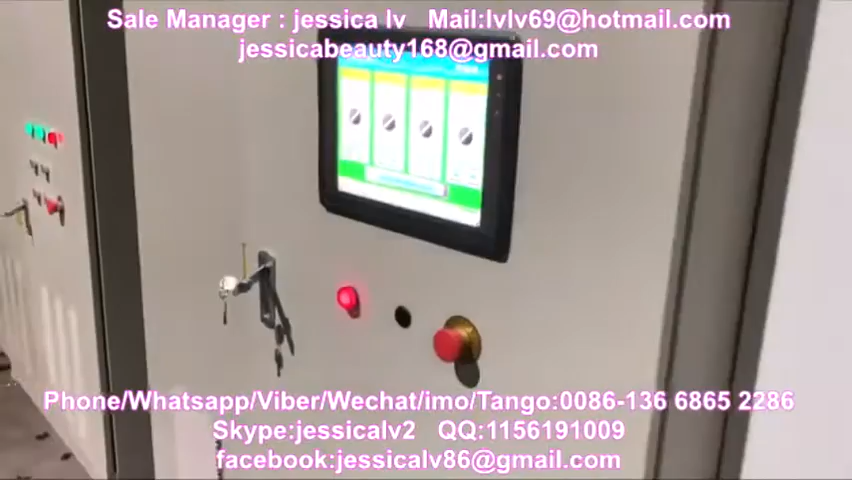 Sale Manager : jessica lv Mail:lvlv69@hotmail.com
jessicabeauty168@gmail.com
Phone/Whatsapp/Viber/Wechat/imo/Tango:0086-136 6865 2286
Skype:jessicalv2 QQ:1156191009
facebook:jessicalv86@gmail.com